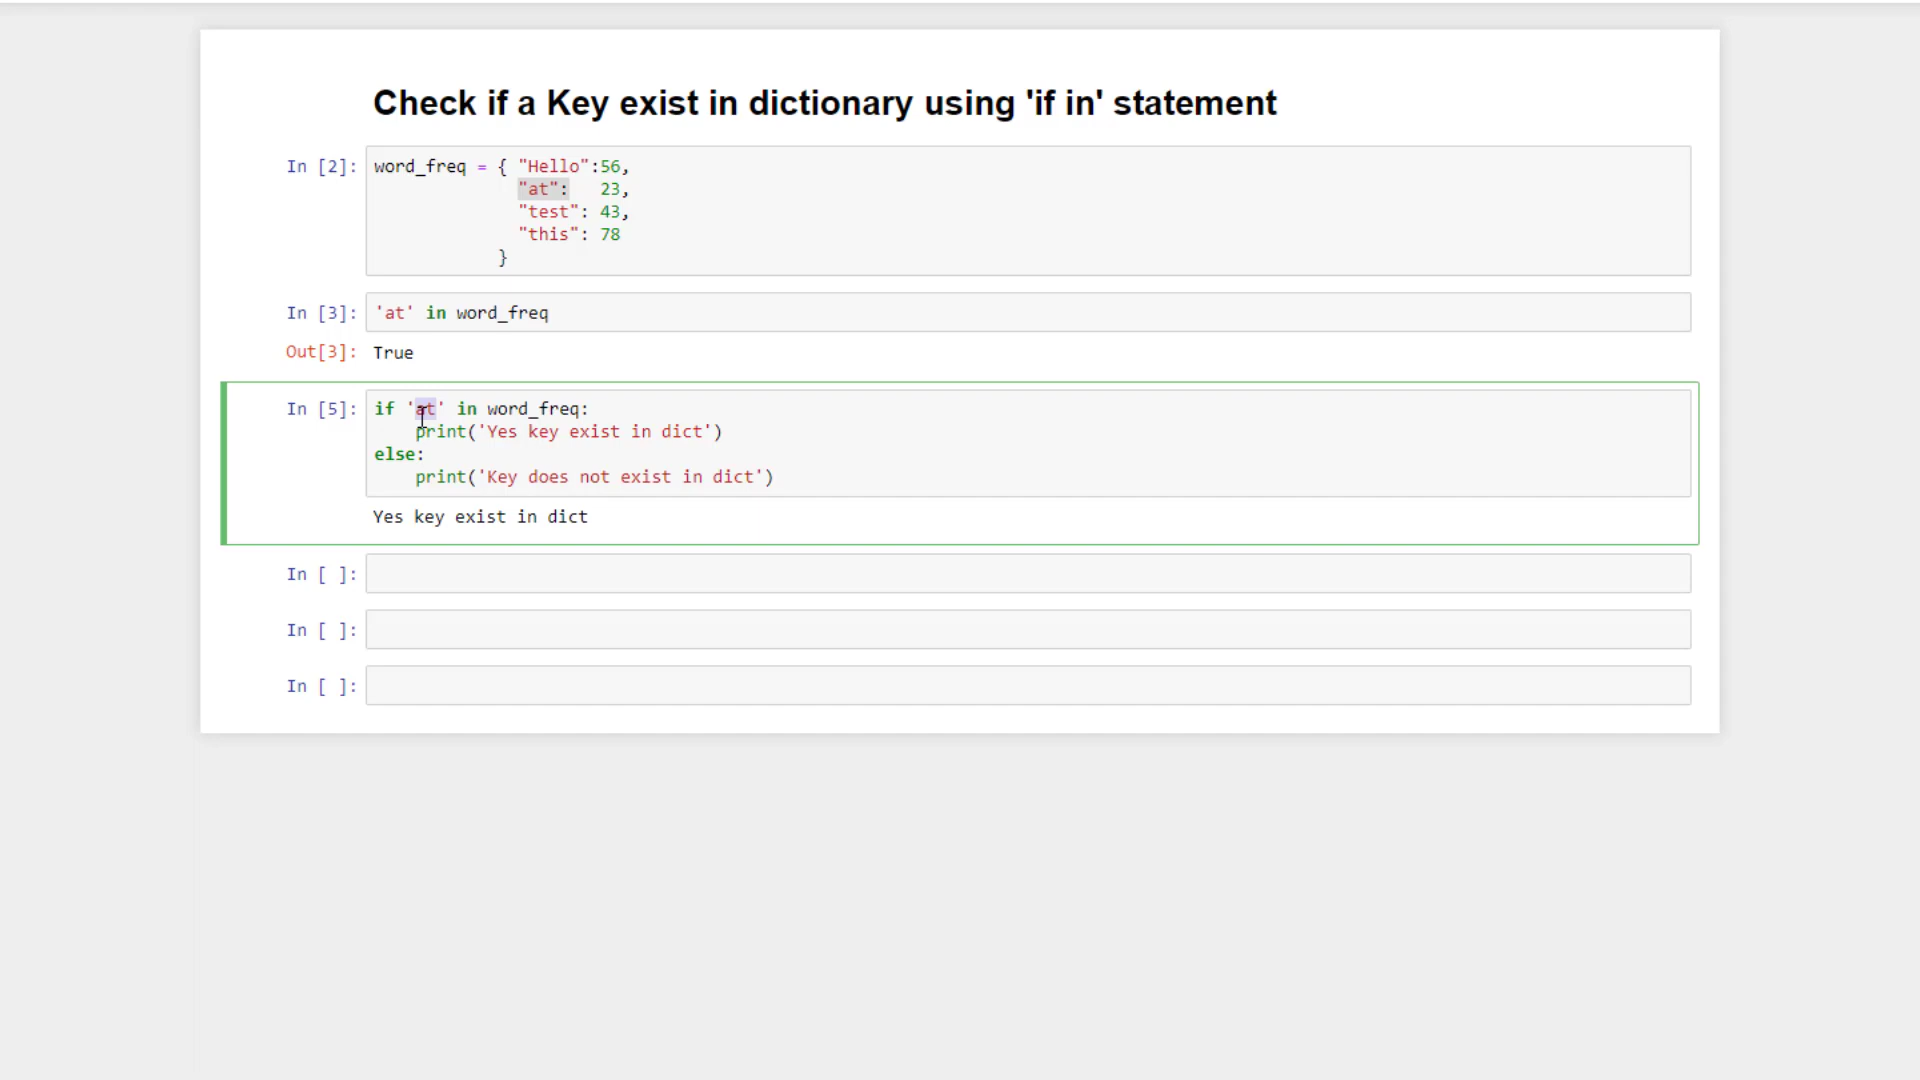 Check if a Key exist in dictionary using 'if in' statement
In [2]: word_freq = { "Hello":56,
"at":   23,
"test": 43,
"this": 78
}
In [3]: 'at' in word_freq
Out[3]: True
In [5]: if 'at' in word_freq:
    print('Yes key exist in dict')
else:
    print('Key does not exist in dict')
Yes key exist in dict
In [ ]:
In [ ]:
In [ ]: